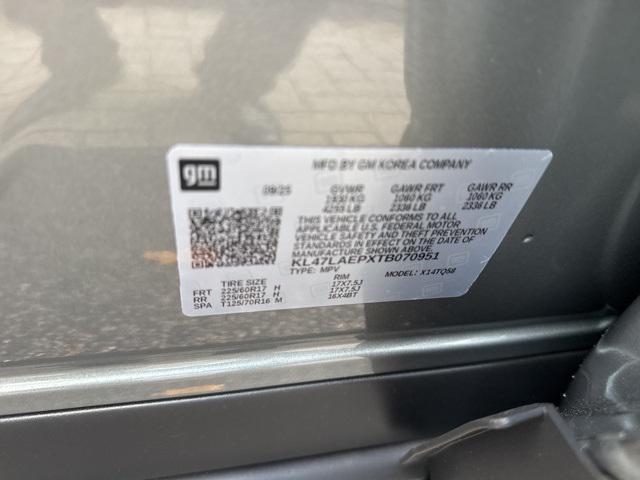 gm
MFD BY GM KOREA COMPANY
09/25 GVWR GAWR FRT GAWR RR
1930 KG 1060 KG 1060 KG
4255 LB 2336 LB 2336 LB
THIS VEHICLE CONFORMS TO ALL
APPLICABLE U.S. FEDERAL MOTOR
VEHICLE SAFETY AND THEFT PREVENTION
STANDARDS IN EFFECT ON THE DATE OF
MANUFACTURE SHOWN ABOVE.
KL47LAEPXTB070951
TYPE: MPV MODEL: X14TQ58
TIRE SIZE RIM
FRT 225/60R17 H 17X7.5J
RR 225/60R17 H 17X7.5J
SPA T125/70R16 M 16X4BT